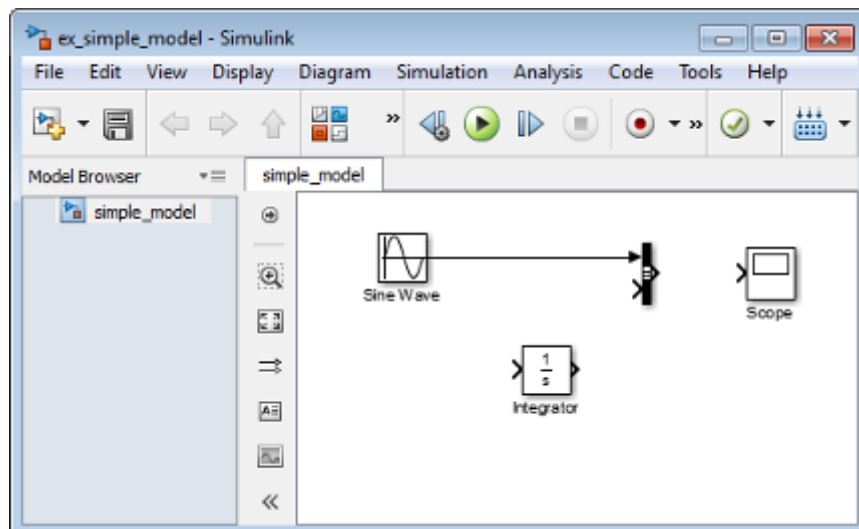 ex_simple_model - Simulink
File Edit View Display Diagram Simulation Analysis Code Tools Help
Model Browser
simple_model
simple_model
Sine Wave
Scope
1
s
Integrator